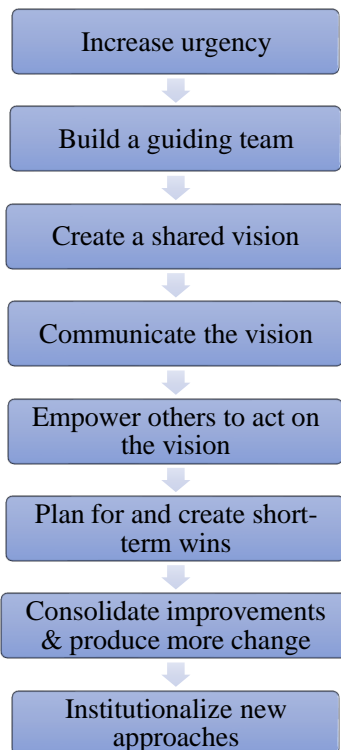 Increase urgency
Build a guiding team
Create a shared vision
Communicate the vision
Empower others to act on
the vision
Plan for and create short-
term wins
Consolidate improvements
& produce more change
Institutionalize new
approaches